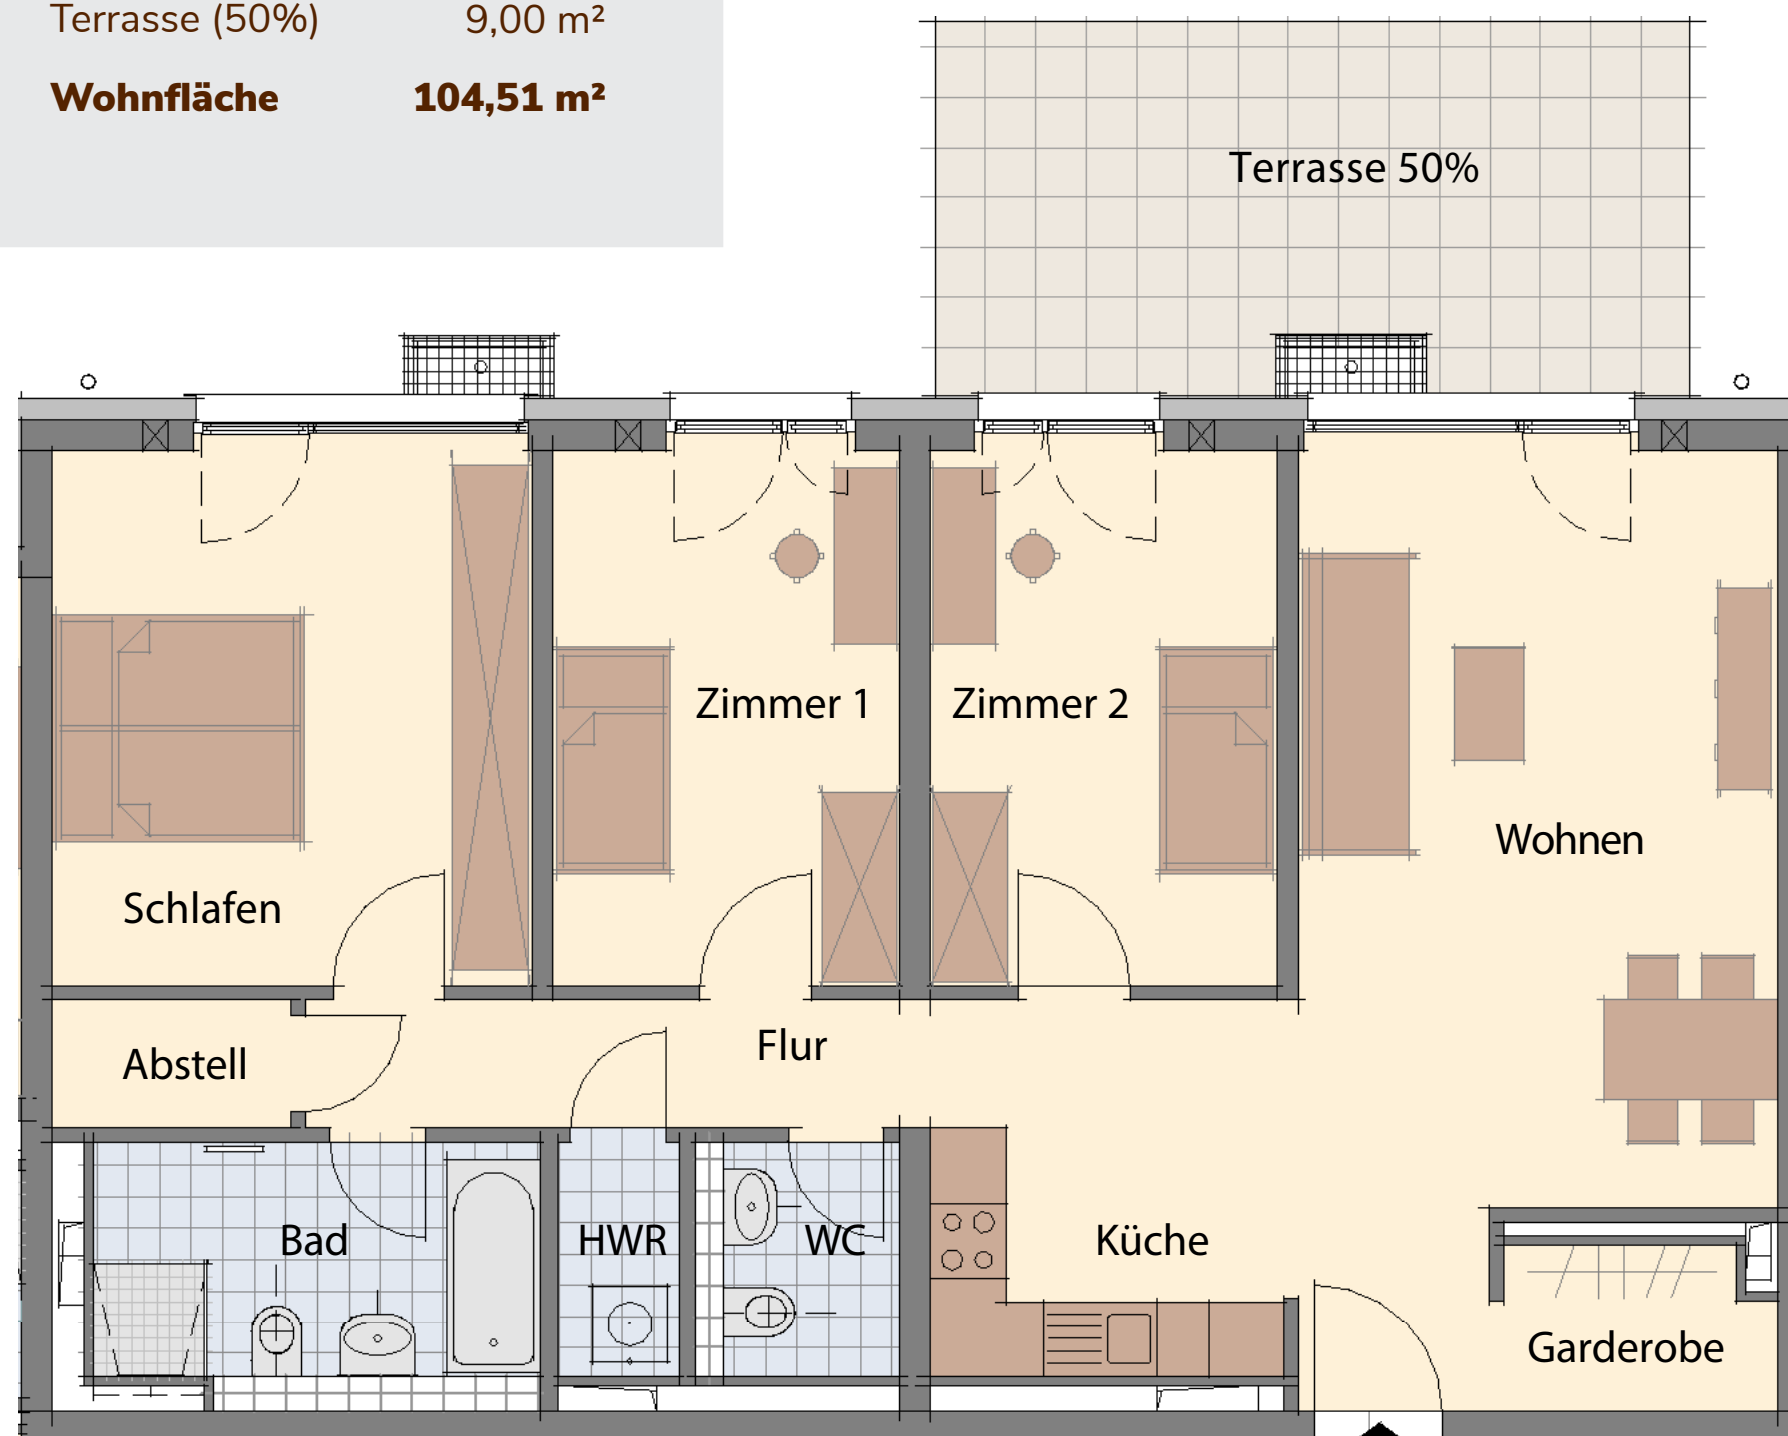 Terrasse (50%) 9,00 m²
Wohnfläche 104,51 m²
Terrasse 50%
Zimmer 1
Zimmer 2
Wohnen
Schlafen
Flur
Abstell
Bad
HWR
WC
Küche
Garderobe